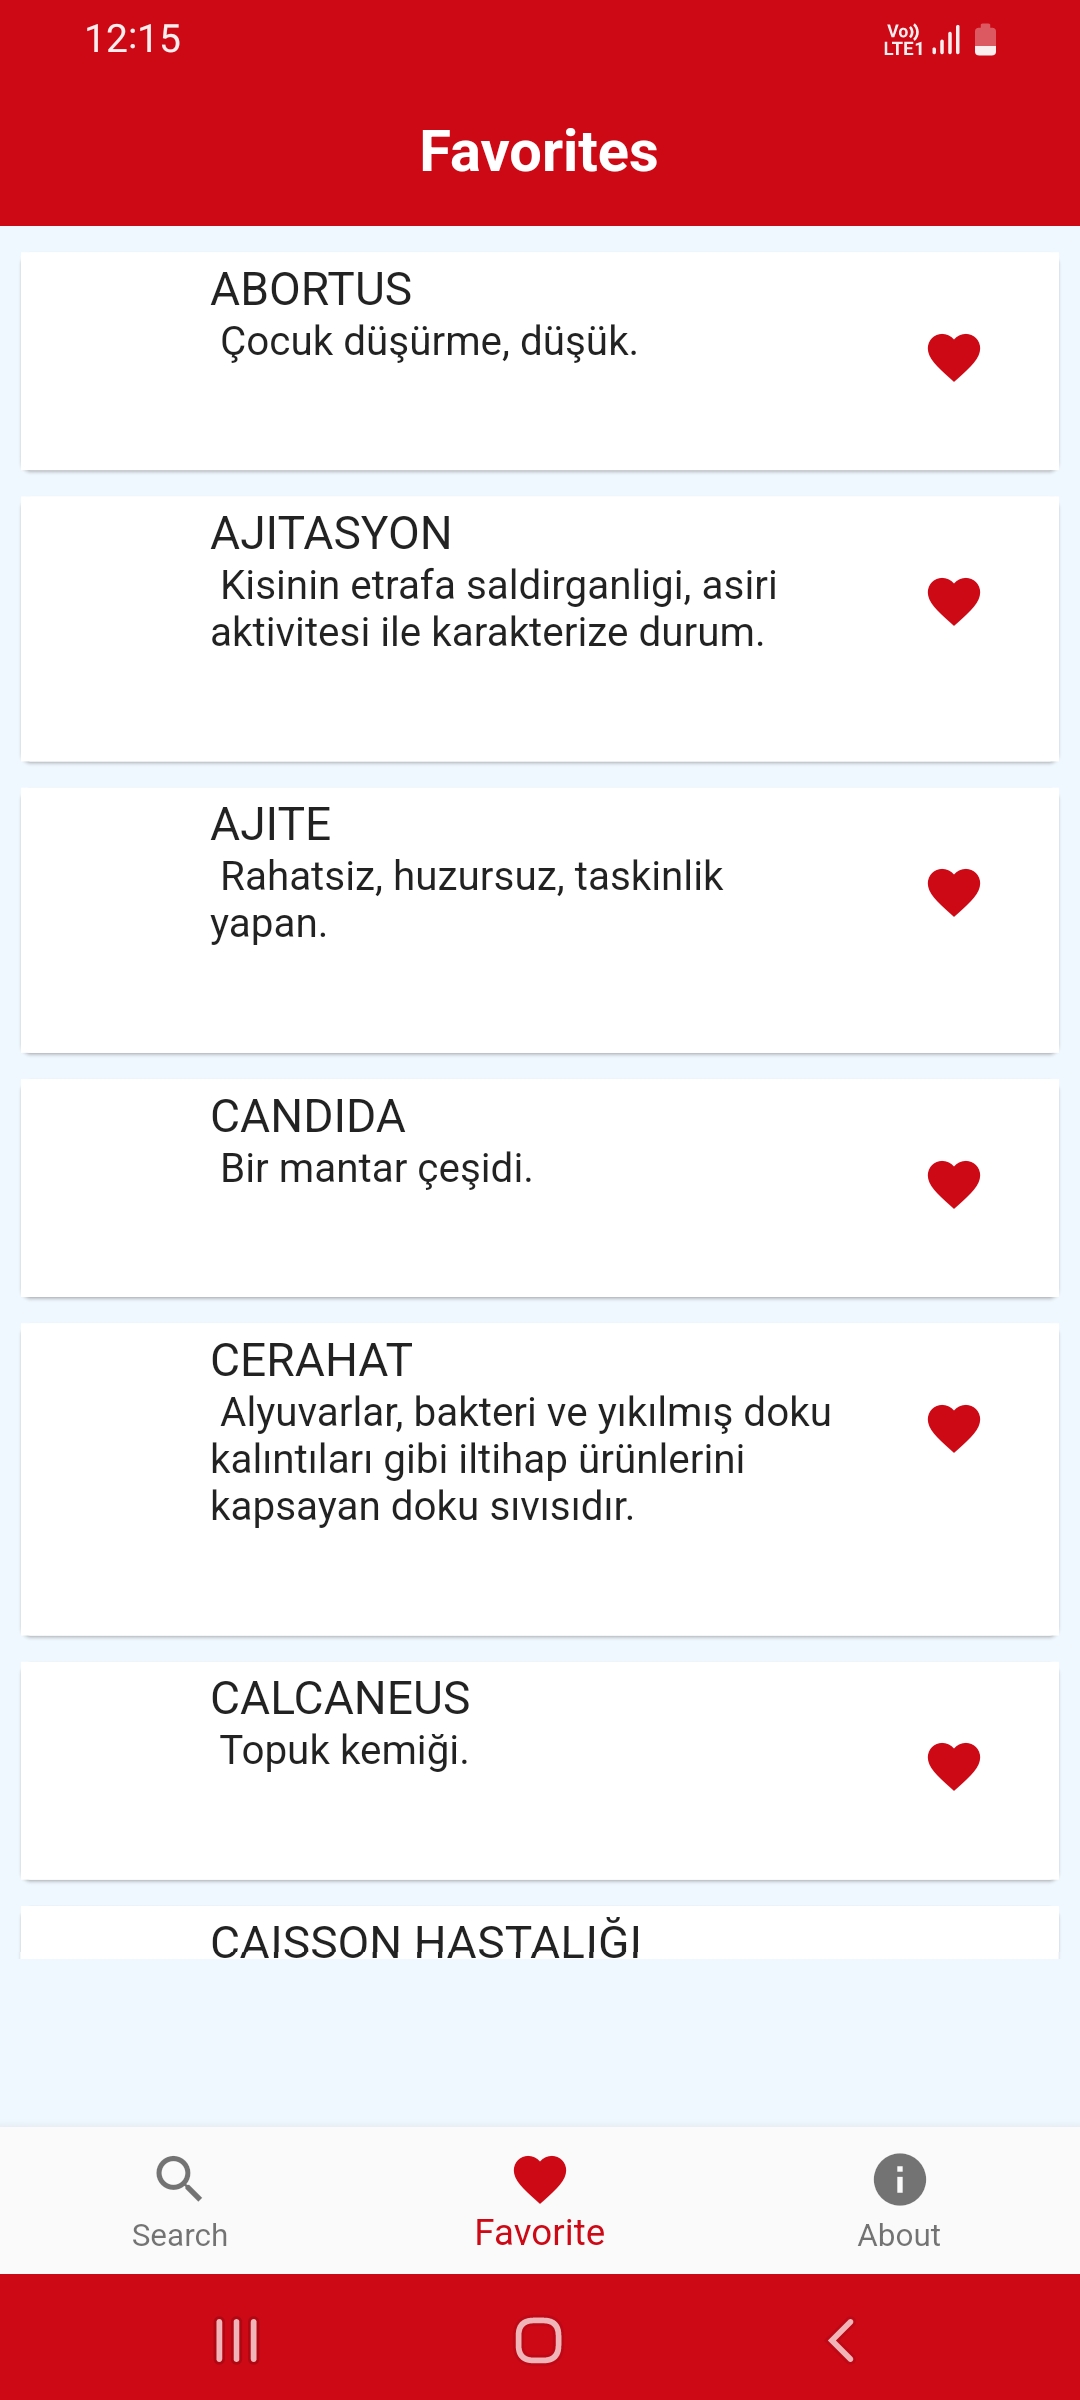 12:15
Vo)) LTE1
Favorites
ABORTUS
Çocuk düşürme, düşük.
AJITASYON
Kisinin etrafa saldirganligi, asiri
aktivitesi ile karakterize durum.
AJITE
Rahatsiz, huzursuz, taskinlik
yapan.
CANDIDA
Bir mantar çeşidi.
CERAHAT
Alyuvarlar, bakteri ve yıkılmış doku
kalıntıları gibi iltihap ürünlerini
kapsayan doku sıvısıdır.
CALCANEUS
Topuk kemiği.
CAISSON HASTALIĞI
Search
Favorite
About